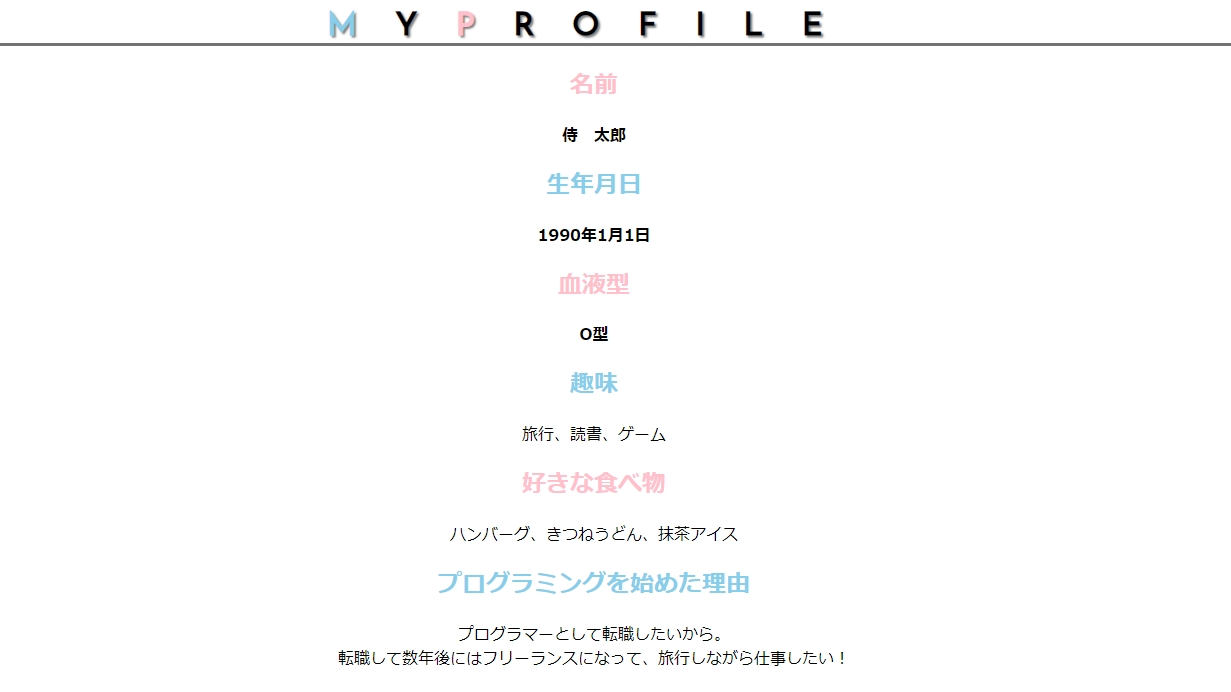 MY PROFILE
名前
侍　太郎
生年月日
1990年1月1日
血液型
O型
趣味
旅行、読書、ゲーム
好きな食べ物
ハンバーグ、きつねうどん、抹茶アイス
プログラミングを始めた理由
プログラマーとして転職したいから。
転職して数年後にはフリーランスになって、旅行しながら仕事したい！